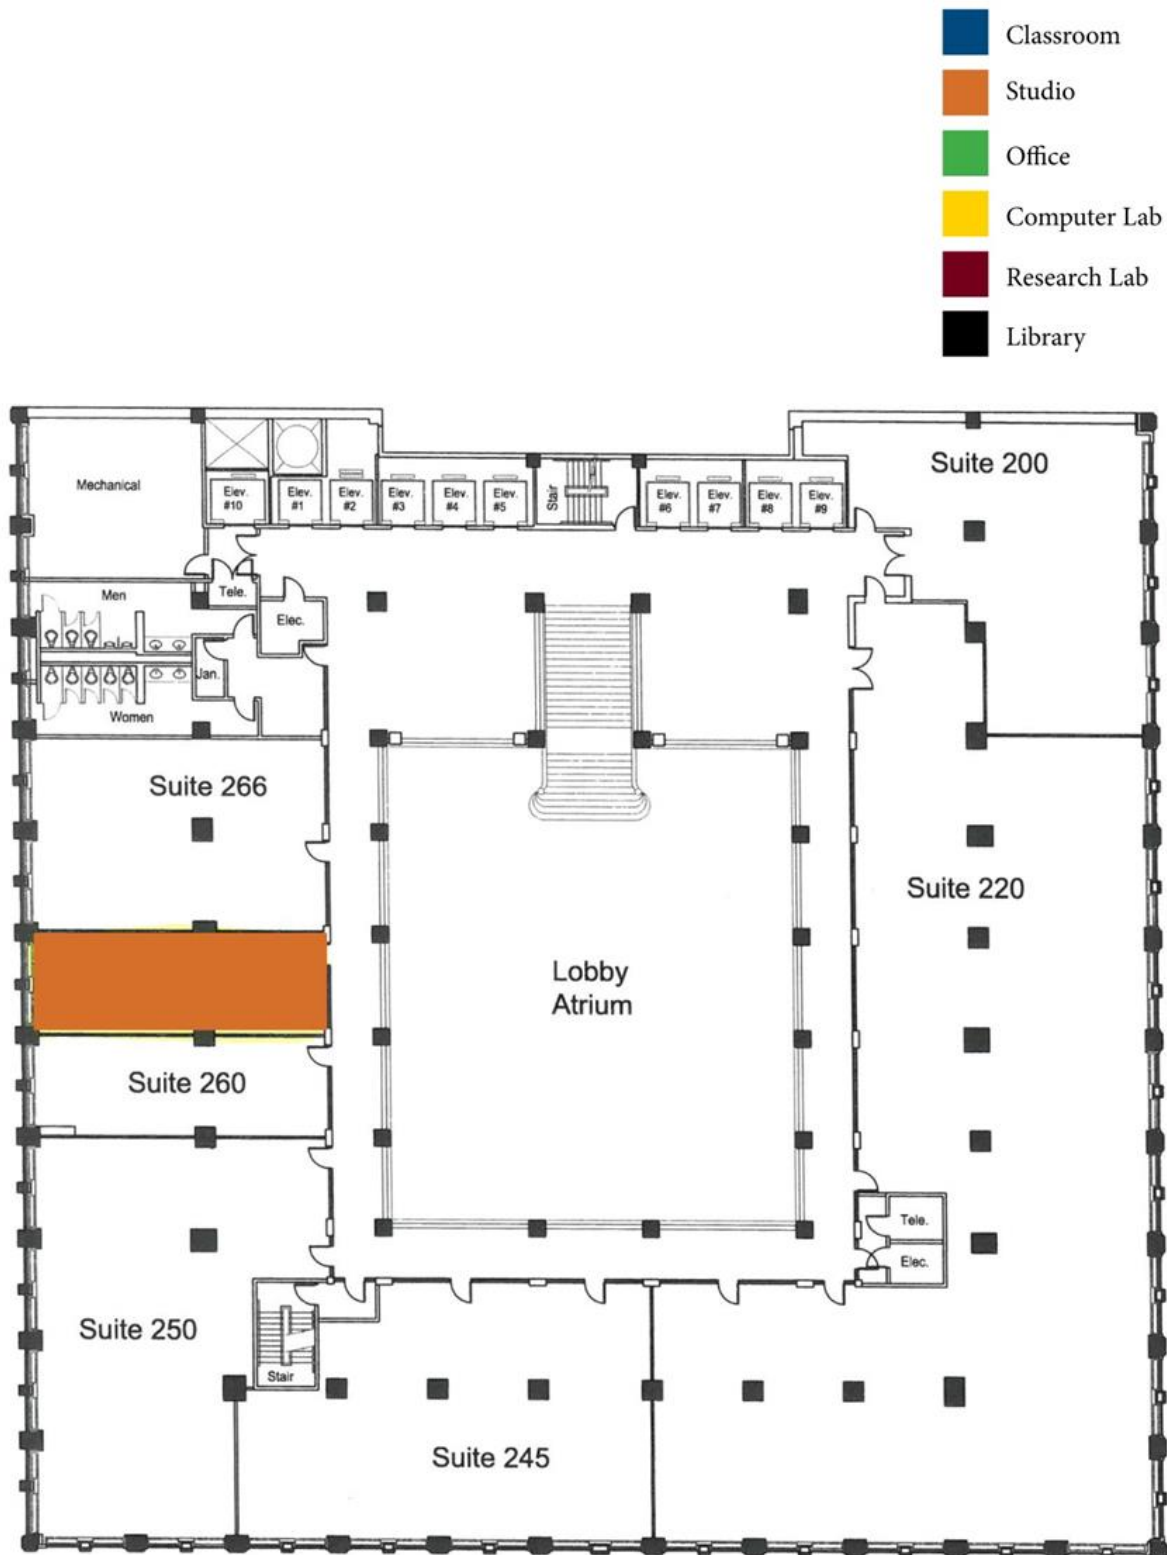 Classroom
Studio
Office
Computer Lab
Research Lab
Library
Suite 200
Mechanical
Elev.
#10
Elev.
#1
Elev.
#2
Elev.
#3
Elev.
#4
Elev.
#5
Stair
Elev.
#6
Elev.
#7
Elev.
#8
Elev.
#9
Men
Tele.
Elec.
Jan.
Women
Suite 266
Suite 220
Lobby
Atrium
Suite 260
Tele.
Elec.
Suite 250
Stair
Suite 245